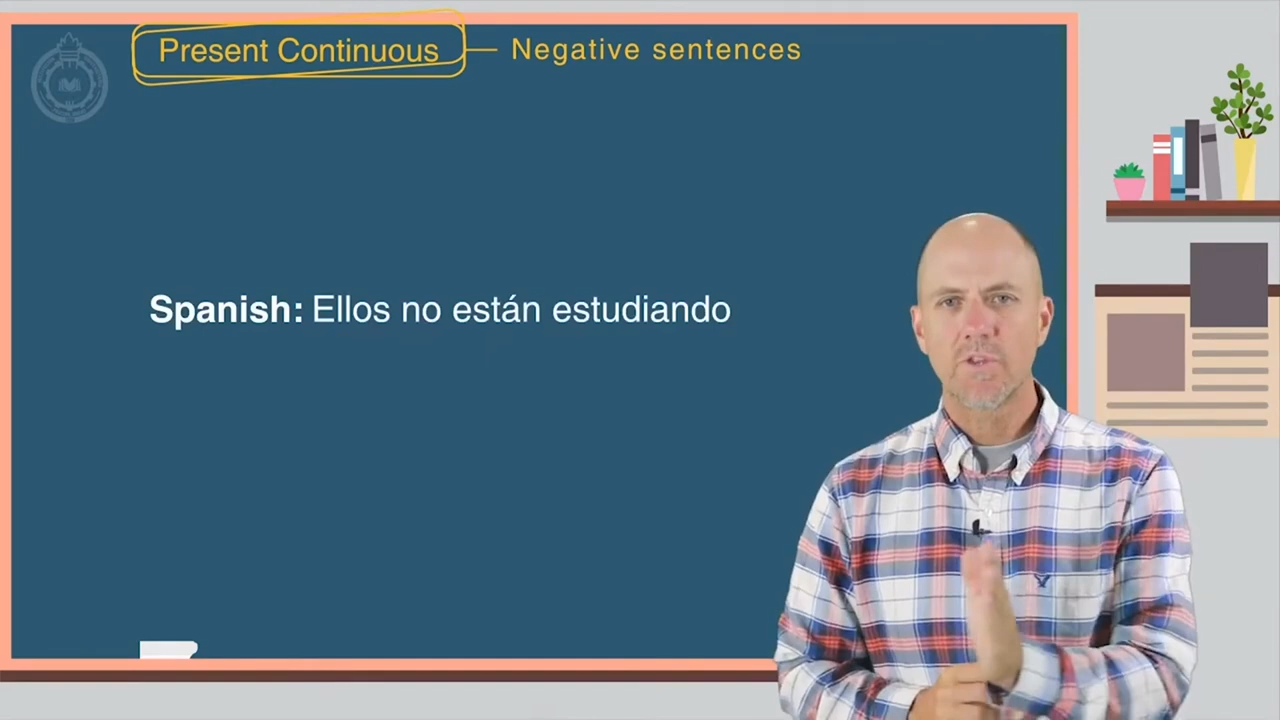 Present Continuous — Negative sentences
Spanish: Ellos no están estudiando